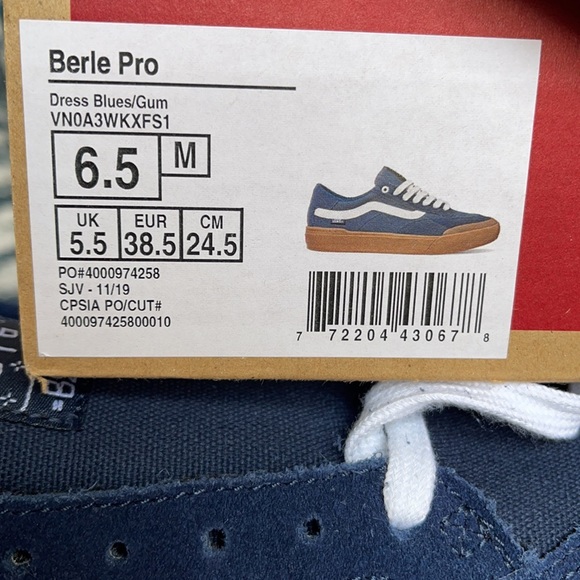 Berle Pro
Dress Blues/Gum
VN0A3WKXFS1
6.5 M
UK EUR CM
5.5 38.5 24.5
PO#4000974258
SJV - 11/19
CPSIA PO/CUT#
400097425800010
7 72204 43067 8